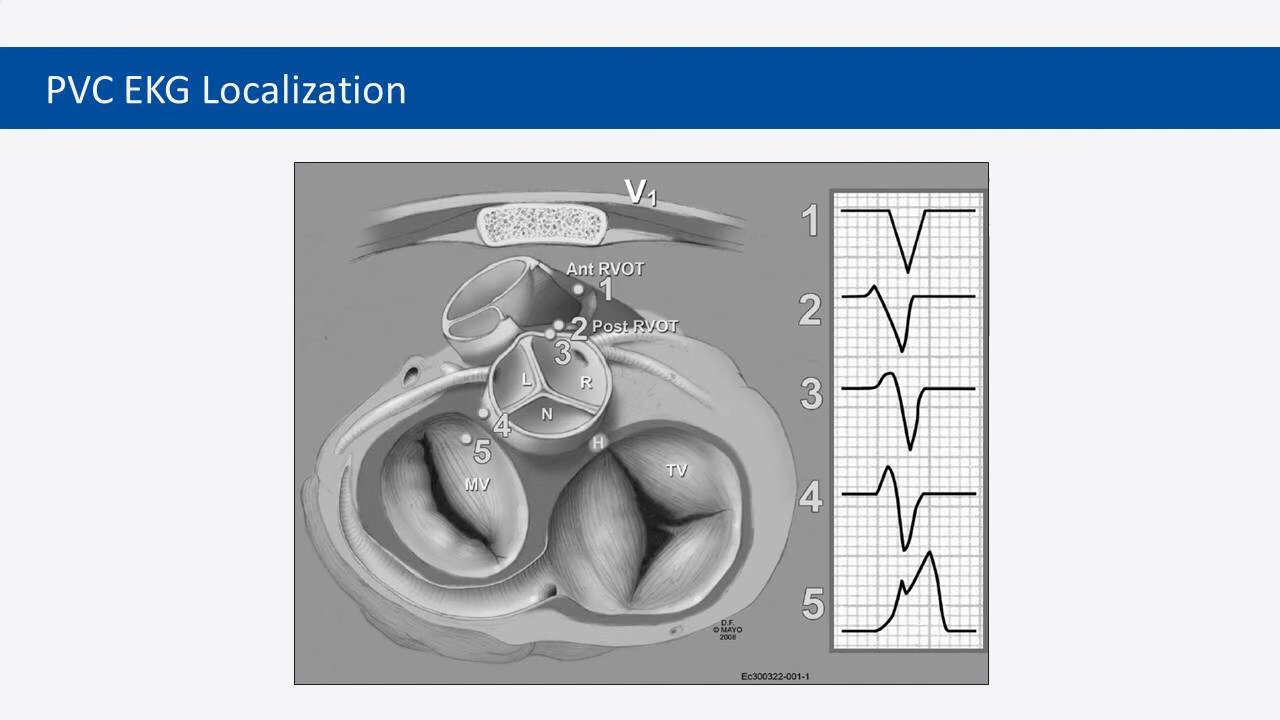 PVC EKG Localization
V1
Ant RVOT
1
2 Post RVOT
3
L
R
N
4
5
H
MV
TV
1
2
3
4
5
D.F.
© MAYO
2008
Ec300322-001-1